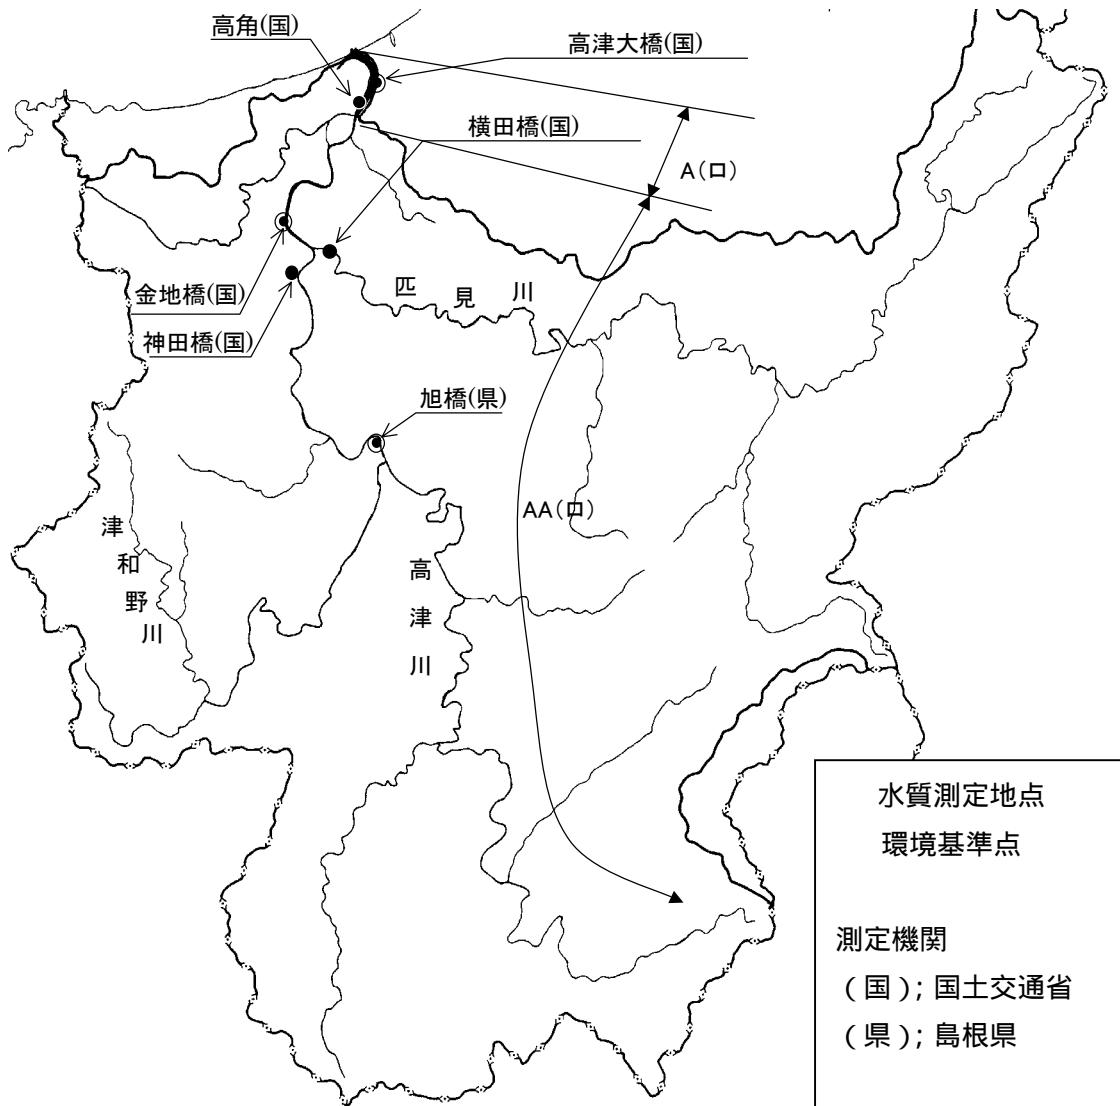 高角(国)
高津大橋(国)
横田橋(国)
A(ロ)
金地橋(国)
匹見川
神田橋(国)
旭橋(県)
AA(ロ)
津和野川
高津川
水質測定地点
環境基準点
測定機関
(国);国土交通省
(県);島根県